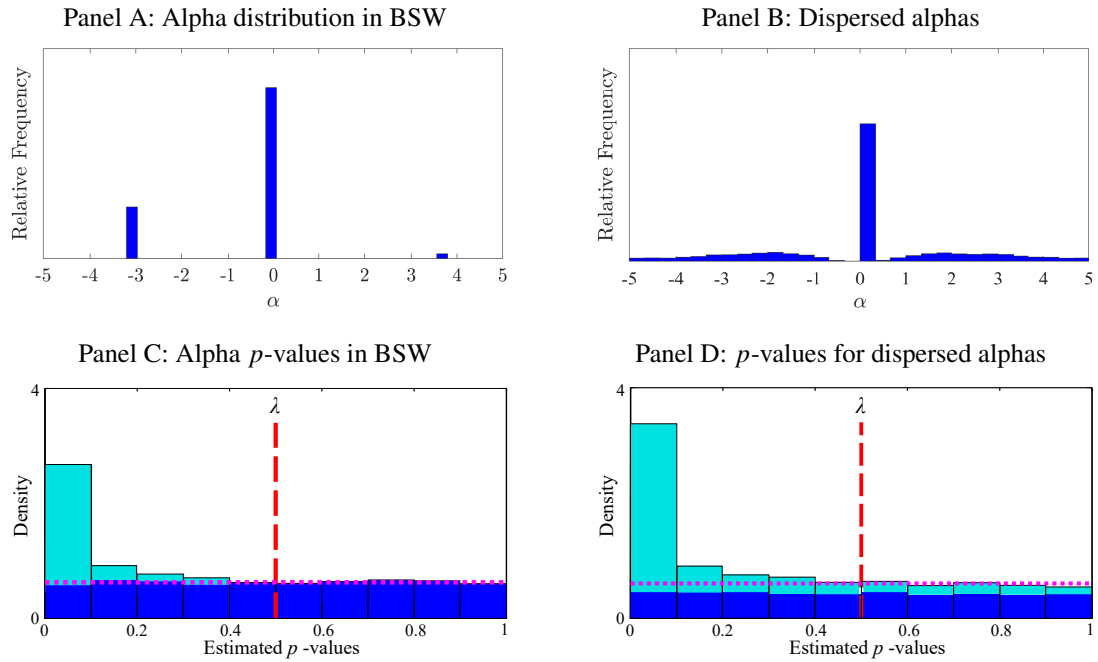 Panel A: Alpha distribution in BSW
Relative Frequency
-5 -4 -3 -2 -1 0 1 2 3 4 5
α
Panel B: Dispersed alphas
Relative Frequency
-5 -4 -3 -2 -1 0 1 2 3 4 5
α
Panel C: Alpha p-values in BSW
4
λ
Density
0
0 0.2 0.4 0.6 0.8 1
Estimated p -values
Panel D: p-values for dispersed alphas
4
λ
Density
0
0 0.2 0.4 0.6 0.8 1
Estimated p -values